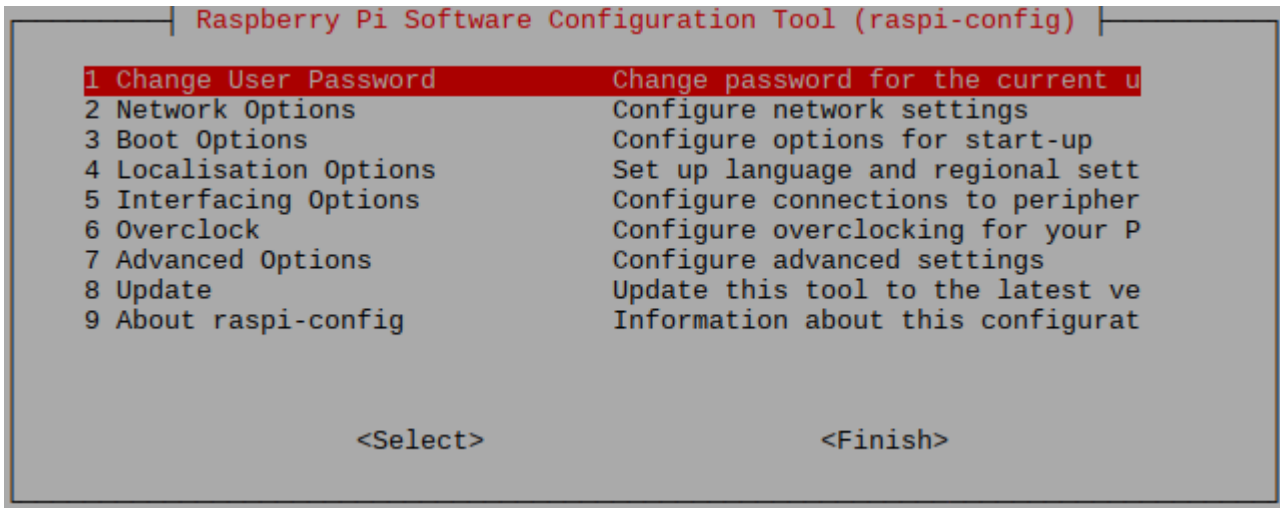 Raspberry Pi Software Configuration Tool (raspi-config)
1 Change User Password Change password for the current u
2 Network Options Configure network settings
3 Boot Options Configure options for start-up
4 Localisation Options Set up language and regional sett
5 Interfacing Options Configure connections to peripher
6 Overclock Configure overclocking for your P
7 Advanced Options Configure advanced settings
8 Update Update this tool to the latest ve
9 About raspi-config Information about this configurat
<Select> <Finish>